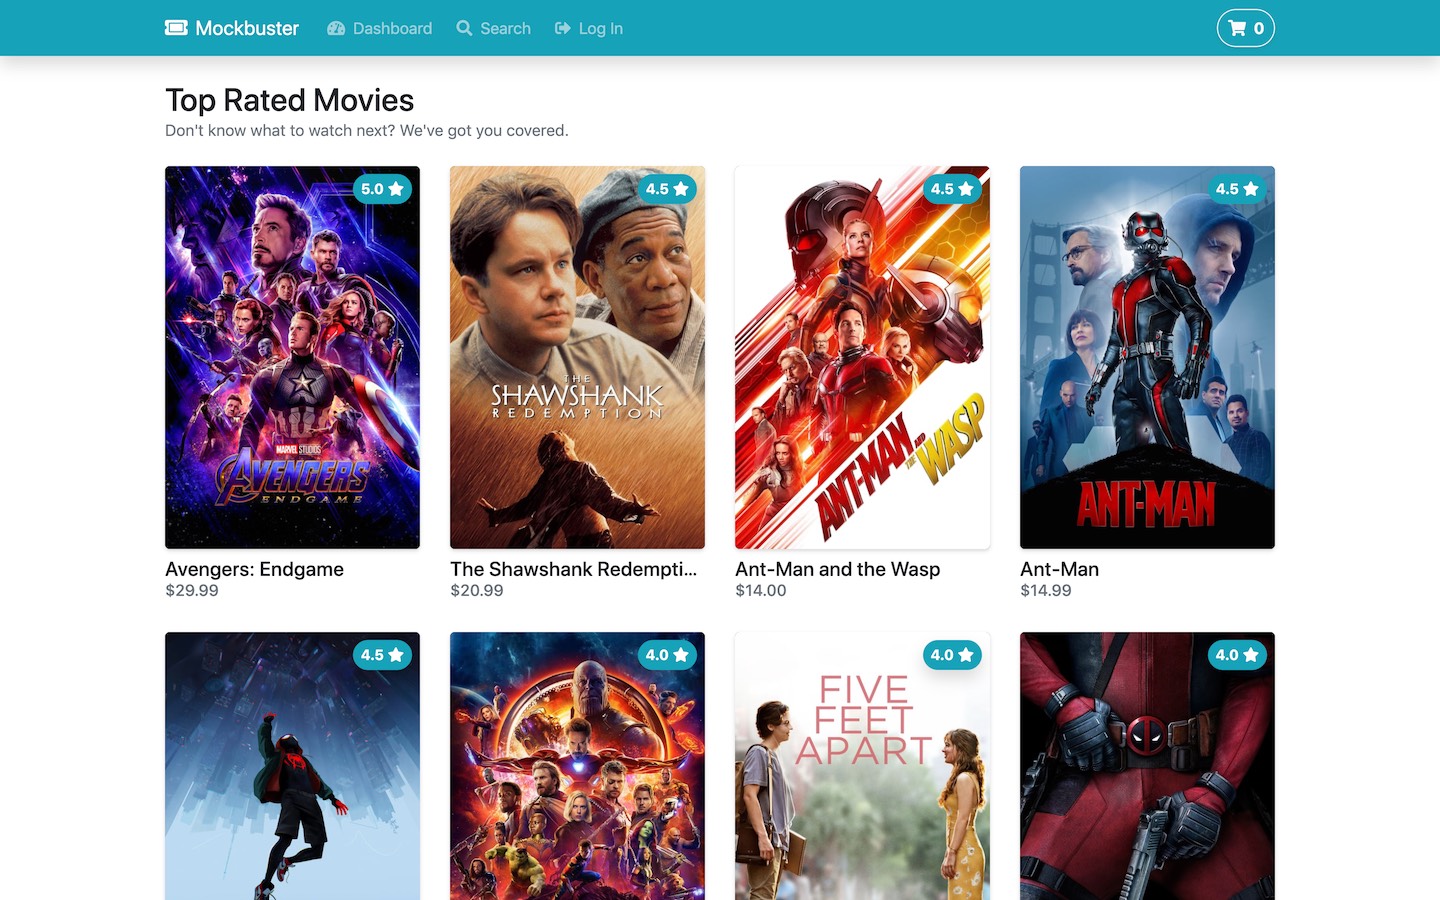 Mockbuster Dashboard Search Log In 0
Top Rated Movies
Don't know what to watch next? We've got you covered.
5.0
4.5
4.5
4.5
MARVEL STUDIOS
AVENGERS
ENDGAME
THE
SHAWSHANK
REDEMPTION
ANT-MAN AND THE WASP
ANT-MAN
Avengers: Endgame
$29.99
The Shawshank Redempti...
$20.99
Ant-Man and the Wasp
$14.00
Ant-Man
$14.99
4.5
4.0
4.0
4.0
FIVE
FEET
APART